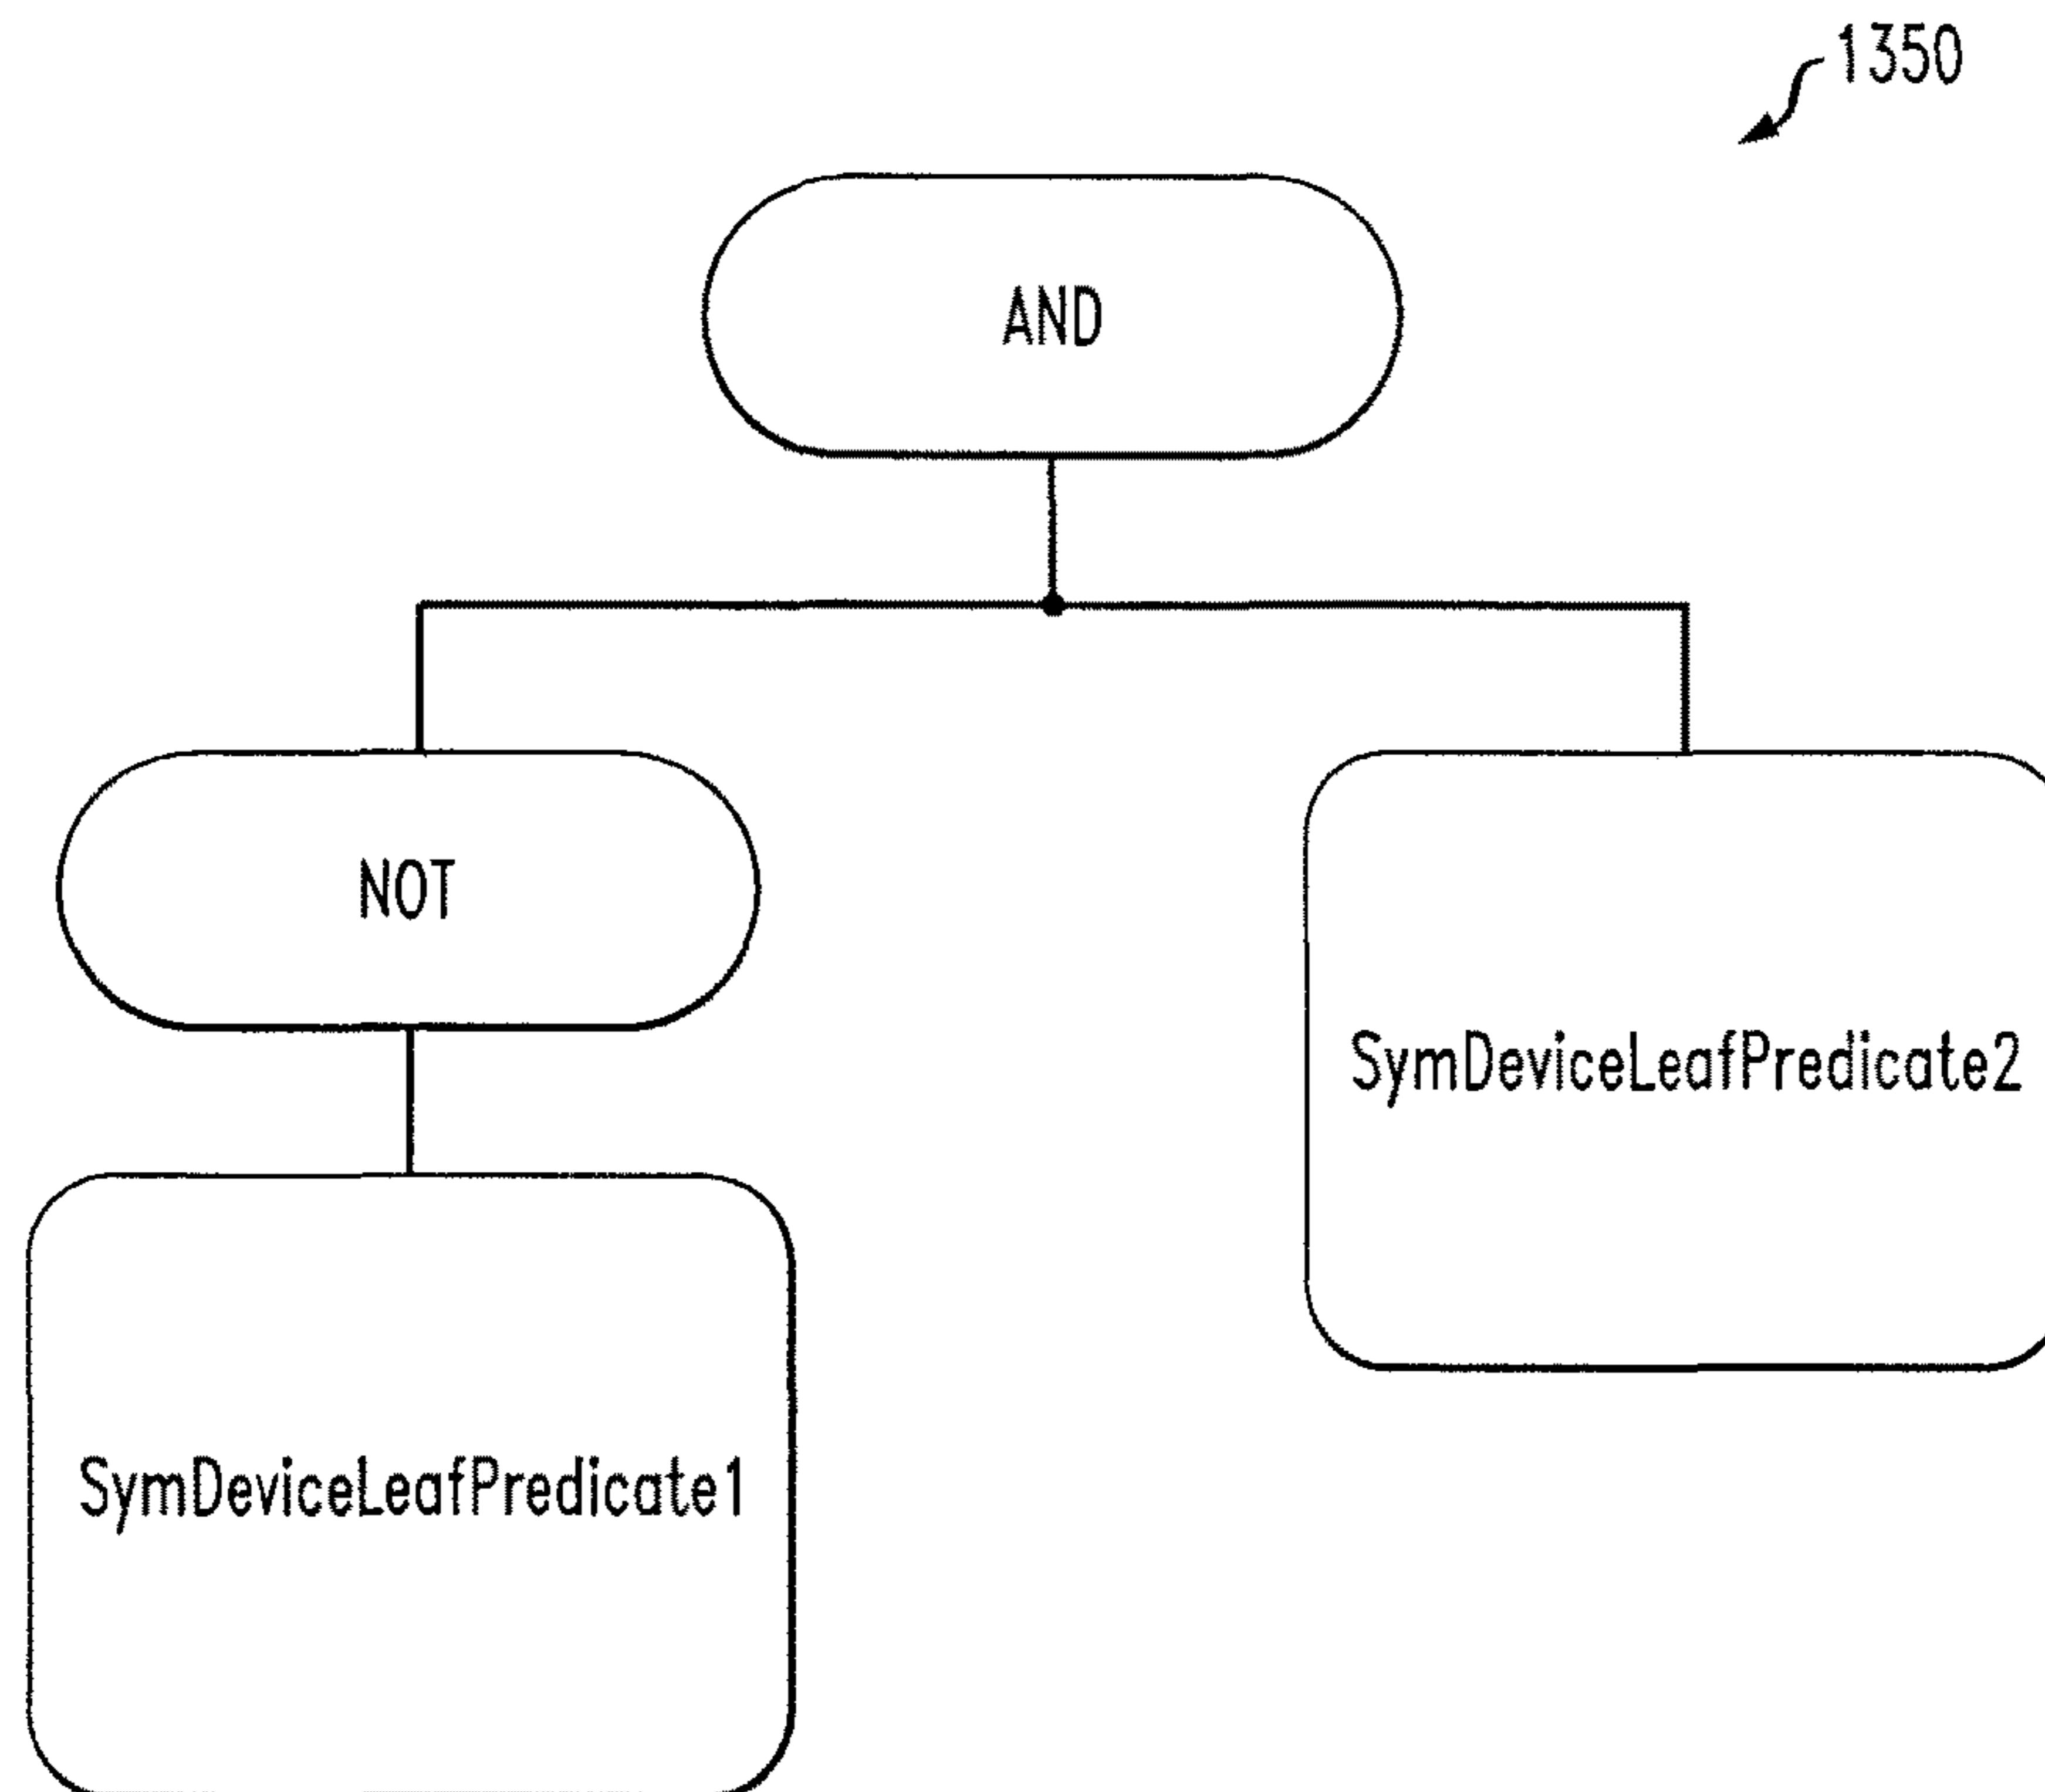 1350
AND
NOT
SymDeviceLeafPredicate2
SymDeviceLeafPredicate1